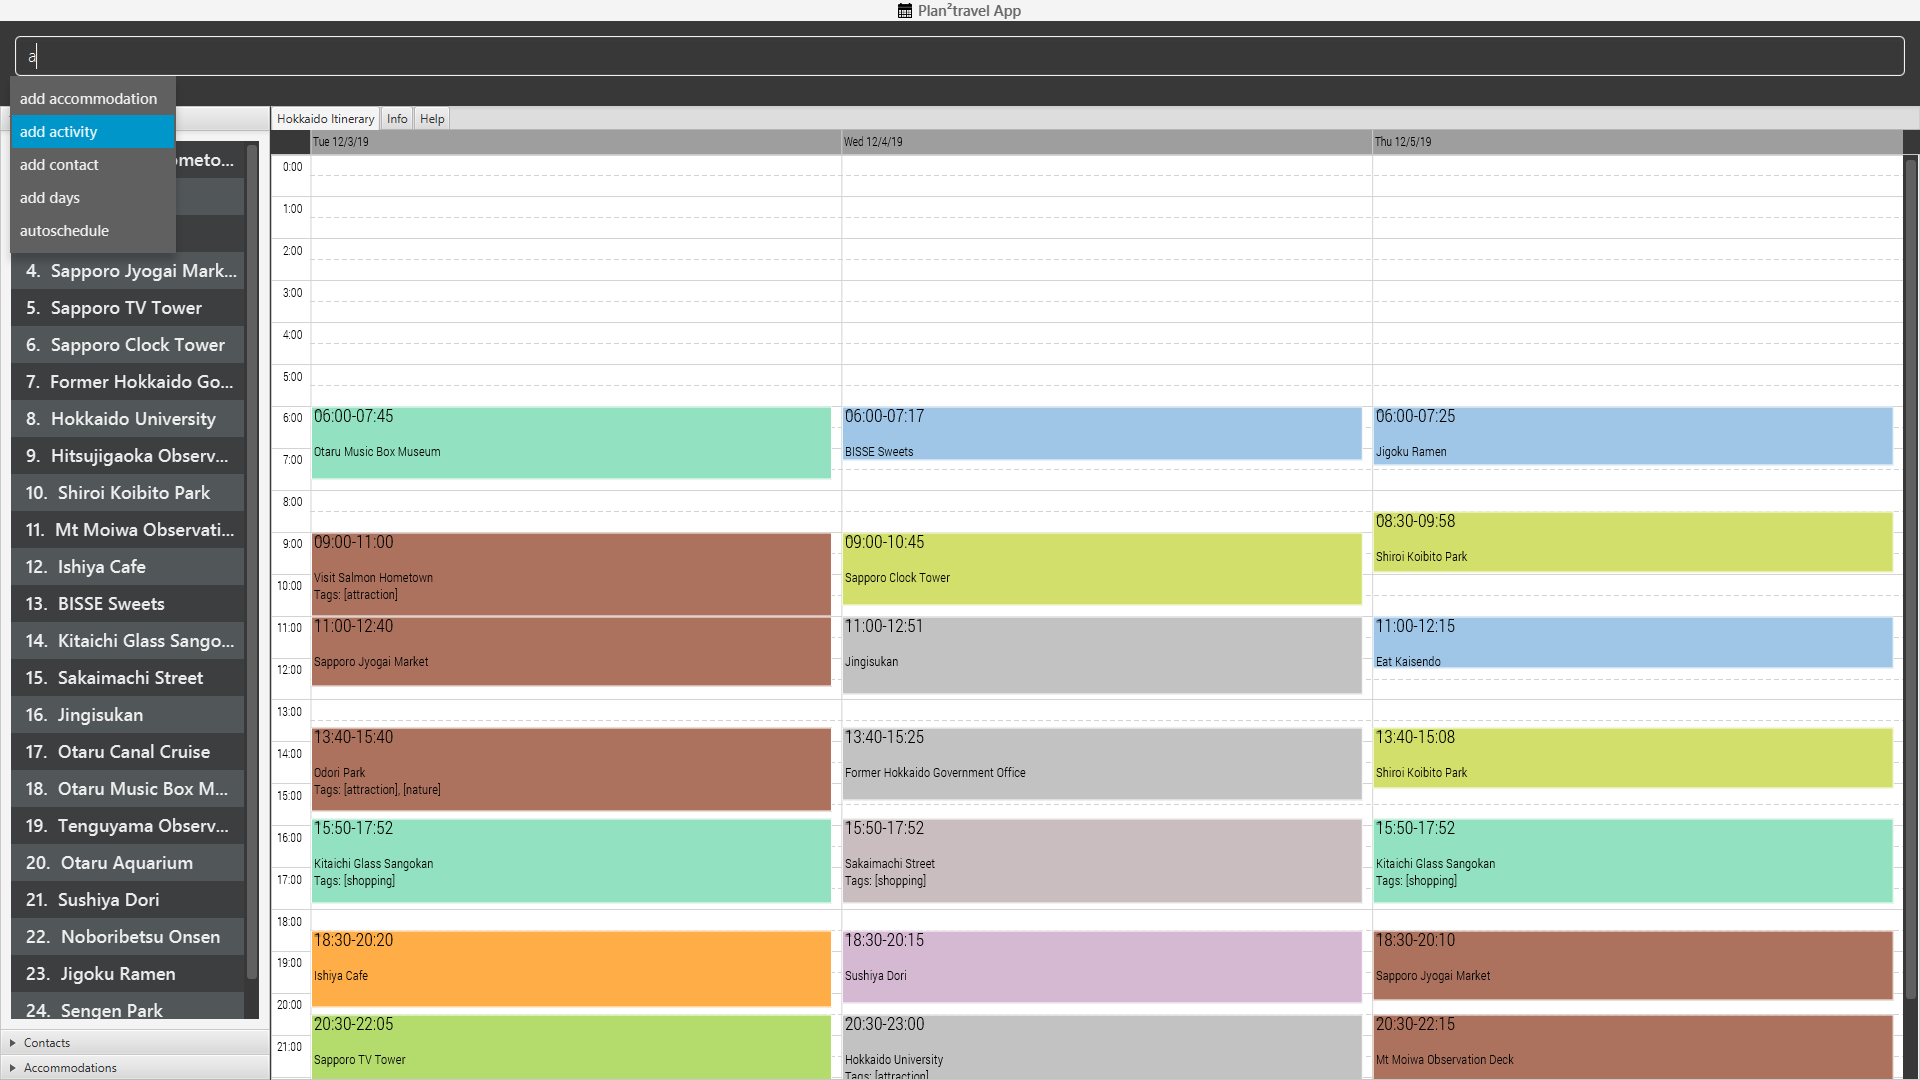 Plan²travel App
a
add accommodation
add activity
add contact
add days
autoschedule
ometo...
4. Sapporo Jyogai Mark...
5. Sapporo TV Tower
6. Sapporo Clock Tower
7. Former Hokkaido Go...
8. Hokkaido University
9. Hitsujigaoka Observ...
10. Shiroi Koibito Park
11. Mt Moiwa Observati...
12. Ishiya Cafe
13. BISSE Sweets
14. Kitaichi Glass Sango...
15. Sakaimachi Street
16. Jingisukan
17. Otaru Canal Cruise
18. Otaru Music Box M...
19. Tenguyama Observ...
20. Otaru Aquarium
21. Sushiya Dori
22. Noboribetsu Onsen
23. Jigoku Ramen
24. Sengen Park
Contacts
Accommodations
Hokkaido Itinerary
Info
Help
Tue 12/3/19
Wed 12/4/19
Thu 12/5/19
0:00
1:00
2:00
3:00
4:00
5:00
6:00
7:00
8:00
9:00
10:00
11:00
12:00
13:00
14:00
15:00
16:00
17:00
18:00
19:00
20:00
21:00
06:00-07:45
Otaru Music Box Museum
09:00-11:00
Visit Salmon Hometown
Tags: [attraction]
11:00-12:40
Sapporo Jyogai Market
13:40-15:40
Odori Park
Tags: [attraction], [nature]
15:50-17:52
Kitaichi Glass Sangokan
Tags: [shopping]
18:30-20:20
Ishiya Cafe
20:30-22:05
Sapporo TV Tower
06:00-07:17
BISSE Sweets
09:00-10:45
Sapporo Clock Tower
11:00-12:51
Jingisukan
13:40-15:25
Former Hokkaido Government Office
15:50-17:52
Sakaimachi Street
Tags: [shopping]
18:30-20:15
Sushiya Dori
20:30-23:00
Hokkaido University
Tags: [attraction]
06:00-07:25
Jigoku Ramen
08:30-09:58
Shiroi Koibito Park
11:00-12:15
Eat Kaisendo
13:40-15:08
Shiroi Koibito Park
15:50-17:52
Kitaichi Glass Sangokan
Tags: [shopping]
18:30-20:10
Sapporo Jyogai Market
20:30-22:15
Mt Moiwa Observation Deck